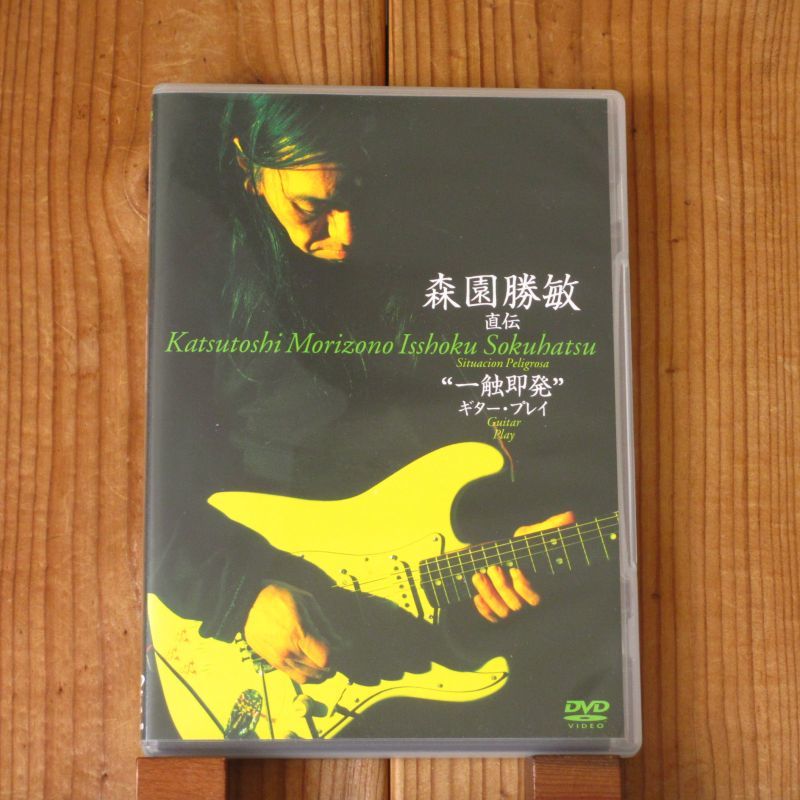 森園勝敏
直伝
Katsutoshi Morizono Isshoku Sokuhatsu
Situacion Peligrosa
“一触即発”
ギター・プレイ
Guitar
Play
DVD
VIDEO